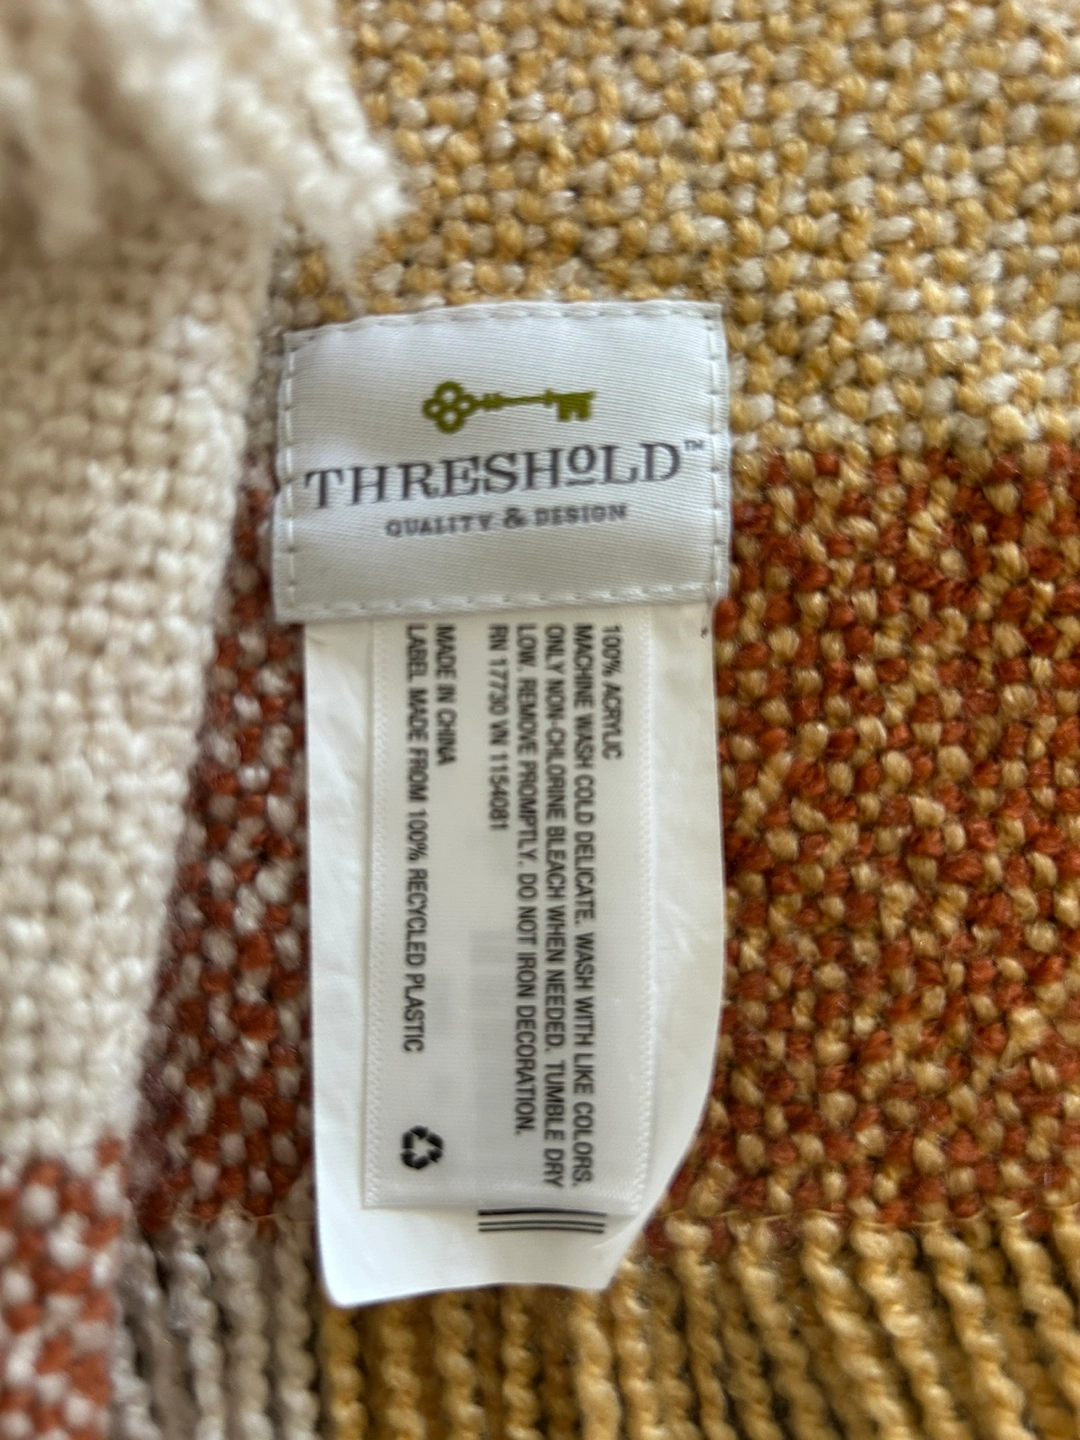 THRESHOLD™
QUALITY & DESIGN
100% ACRYLIC
MACHINE WASH COLD DELICATE. WASH WITH LIKE COLORS.
ONLY NON-CHLORINE BLEACH WHEN NEEDED. TUMBLE DRY
LOW. REMOVE PROMPTLY. DO NOT IRON DECORATION.
RN 17730 VN 1154081
MADE IN CHINA
LABEL MADE FROM 100% RECYCLED PLASTIC